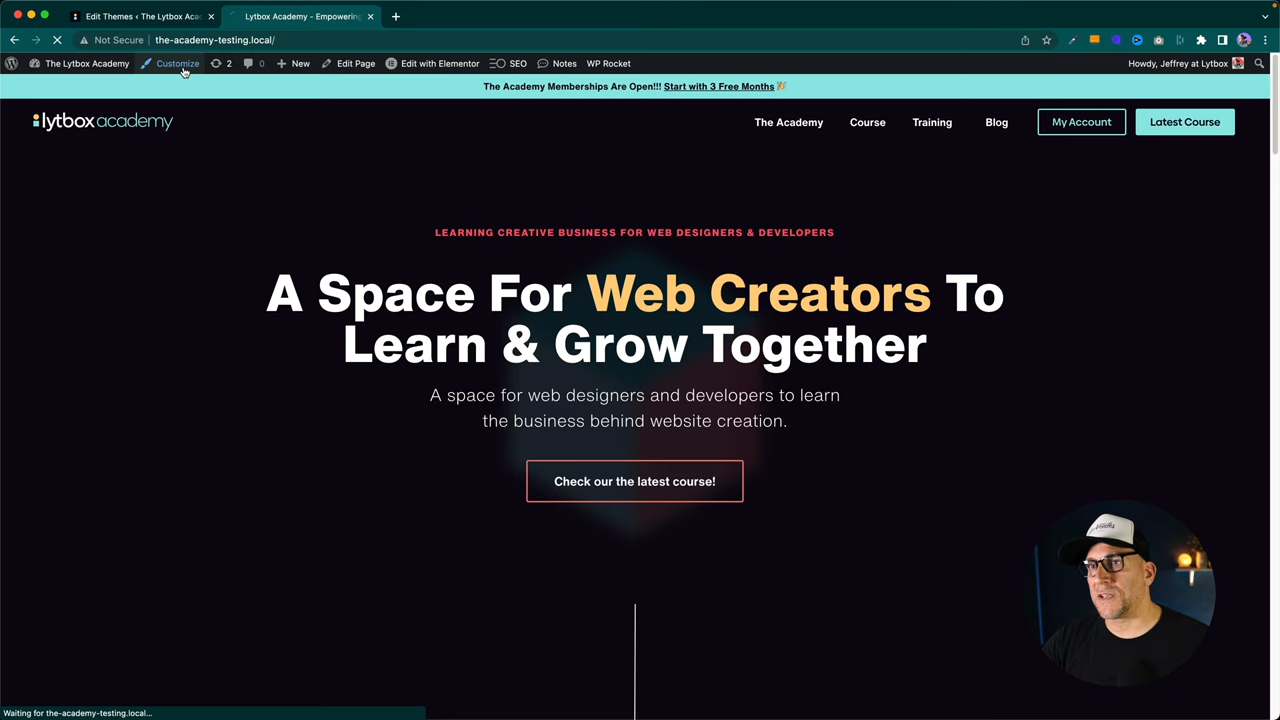 Edit Themes ‹ The Lytbox Aca
Lytbox Academy - Empowering
Not Secure
the-academy-testing.local/
The Lytbox Academy
Customize
2
0
New
Edit Page
Edit with Elementor
SEO
Notes
WP Rocket
Howdy, Jeffrey at Lytbox
The Academy Memberships Are Open!!! Start with 3 Free Months🎉
lytboxacademy
The Academy
Course
Training
Blog
My Account
Latest Course
LEARNING CREATIVE BUSINESS FOR WEB DESIGNERS & DEVELOPERS
A Space For Web Creators To
Learn & Grow Together
A space for web designers and developers to learn
the business behind website creation.
Check our the latest course!
Waiting for the-academy-testing.local...